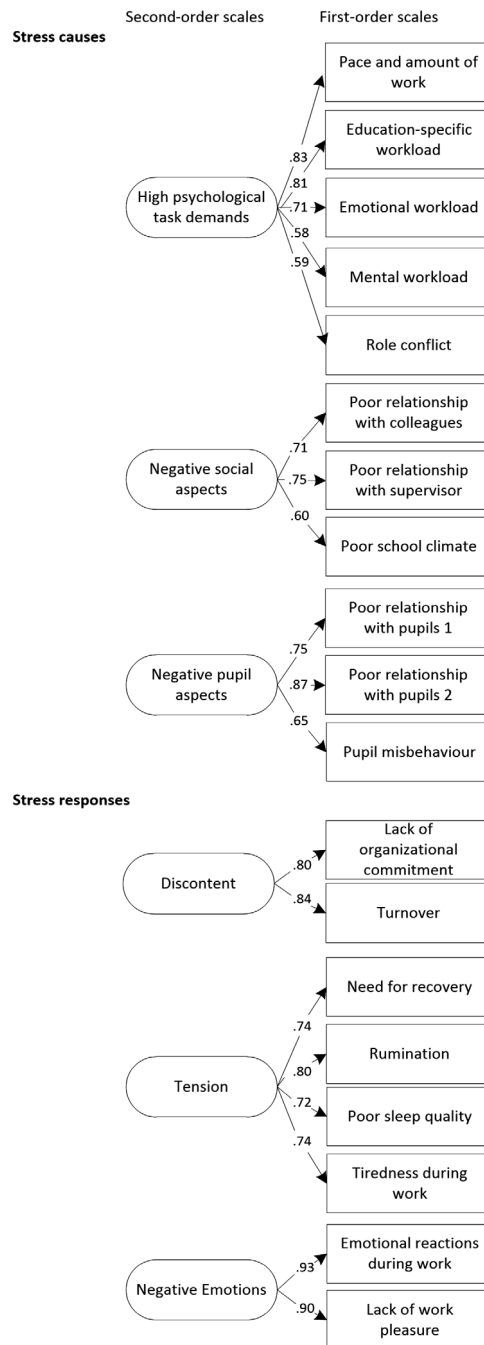 Second-order scales
First-order scales
Stress causes
Pace and amount of
work
Education-specific
workload
High psychological
task demands
Emotional workload
Mental workload
Role conflict
.83
.81
.71
.58
.59
Poor relationship
with colleagues
Negative social
aspects
Poor relationship
with supervisor
Poor school climate
.71
.75
.60
Poor relationship
with pupils 1
Negative pupil
aspects
Poor relationship
with pupils 2
Pupil misbehaviour
.75
.87
.65
Stress responses
Lack of
organizational
commitment
Discontent
Turnover
.80
.84
Need for recovery
Rumination
Tension
Poor sleep quality
Tiredness during
work
.74
.80
.72
.74
Emotional reactions
during work
Negative Emotions
Lack of work
pleasure
.93
.90